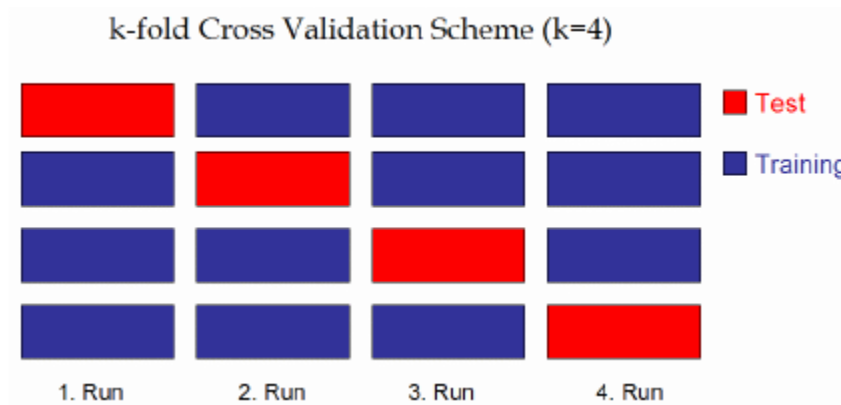 k-fold Cross Validation Scheme (k=4)
Test
Training
1. Run
2. Run
3. Run
4. Run